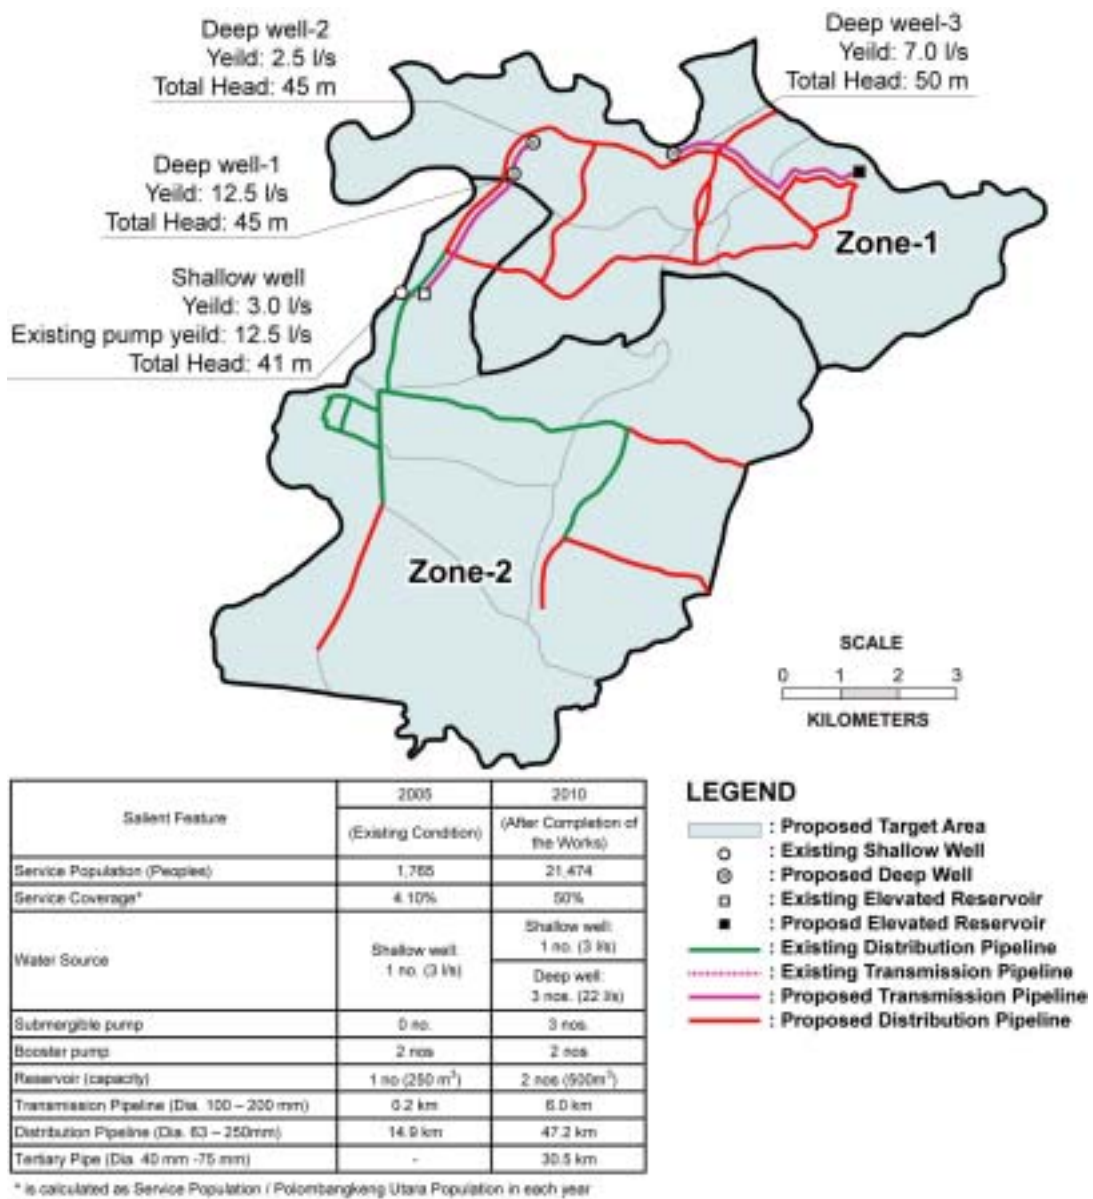 Deep well-2
Yeild: 2.5 l/s
Total Head: 45 m
Deep weel-3
Yeild: 7.0 l/s
Total Head: 50 m
Deep well-1
Yeild: 12.5 l/s
Total Head: 45 m
Shallow well
Yeild: 3.0 l/s
Existing pump yeild: 12.5 l/s
Total Head: 41 m
Zone-1
Zone-2
SCALE
0 1 2 3
KILOMETERS
Salient Feature 2005 2010
(Existing Condition) (After Completion of
the Works)
Service Population (Peoples) 1,765 21,474
Service Coverage* 4.10% 50%
Water Source
Shallow well:
1 no. (3 l/s)
Shallow well:
1 no. (3 l/s)
Deep well:
3 nos. (22 l/s)
Submergible pump 0 no. 3 nos.
Booster pump 2 nos 2 nos
Reservoir (capacity) 1 no (250 m³) 2 nos (500m³)
Transmission Pipeline (Dia. 100 – 200 mm) 0.2 km 6.0 km
Distribution Pipeline (Dia. 63 – 250mm) 14.9 km 47.2 km
Tertiary Pipe (Dia. 40 mm -75 mm) - 30.5 km
* is calculated as Service Population / Polombangkeng Utara Population in each year
LEGEND
: Proposed Target Area
: Existing Shallow Well
: Proposed Deep Well
: Existing Elevated Reservoir
: Proposd Elevated Reservoir
: Existing Distribution Pipeline
: Existing Transmission Pipeline
: Proposed Transmission Pipeline
: Proposed Distribution Pipeline